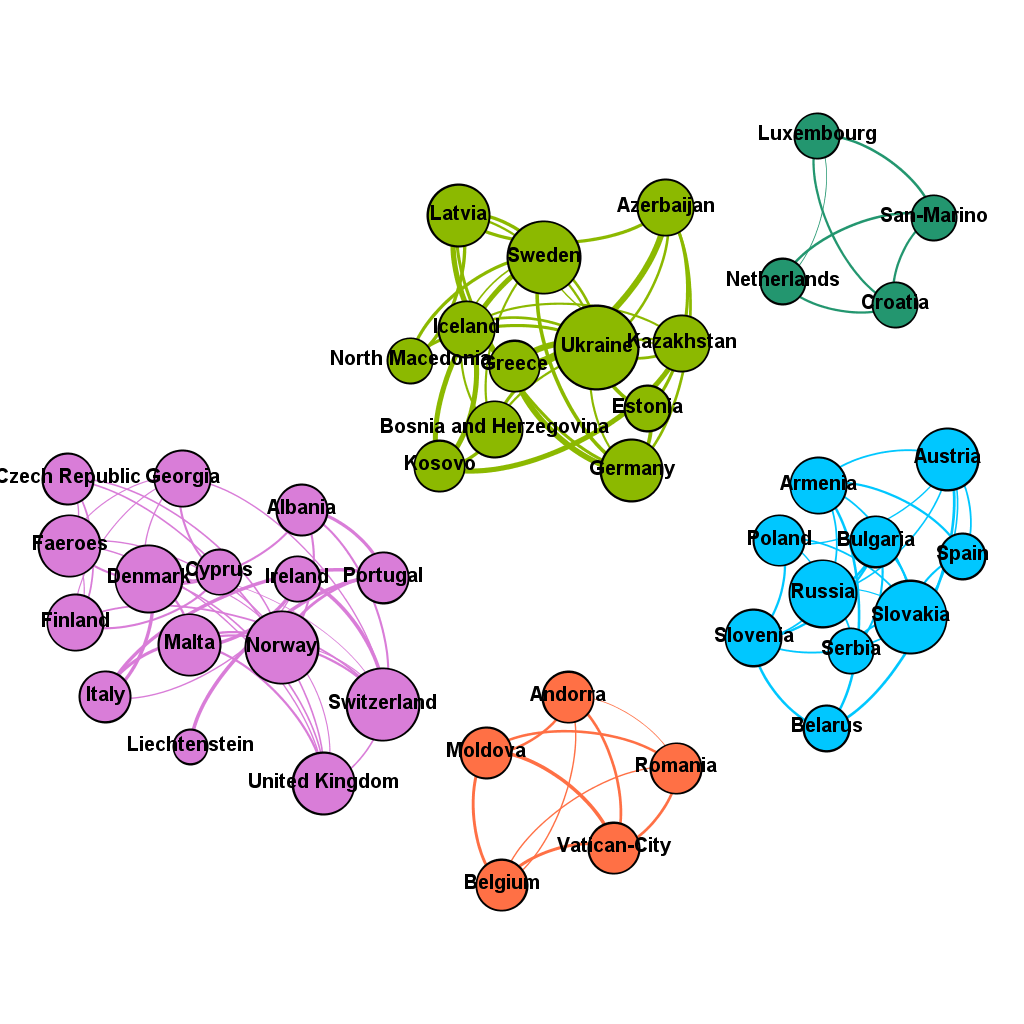 Luxembourg
Latvia
Azerbaijan
San-Marino
Sweden
Netherlands
Croatia
Iceland
Ukraine
Kazakhstan
North Macedonia
Greece
Estonia
Bosnia and Herzegovina
Kosovo
Germany
Austria
Armenia
Czech Republic
Georgia
Albania
Poland
Bulgaria
Spain
Faeroes
Denmark
Cyprus
Ireland
Portugal
Russia
Slovakia
Finland
Malta
Norway
Slovenia
Serbia
Italy
Switzerland
Andorra
Belarus
Liechtenstein
Moldova
Romania
United Kingdom
Vatican-City
Belgium